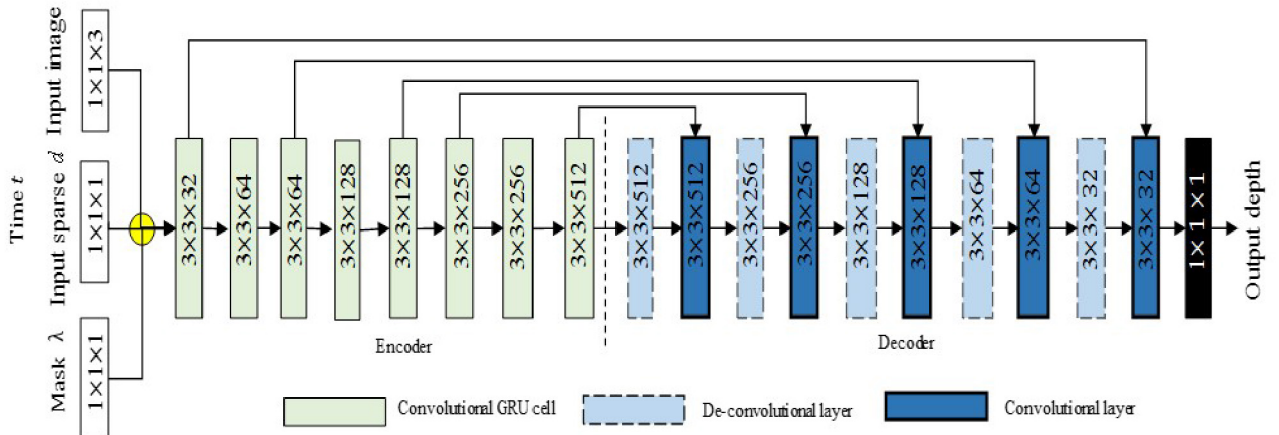 Time t
Input image
1×1×3
Input sparse d
1×1×1
Mask λ
1×1×1
3×3×32
3×3×64
3×3×64
3×3×128
3×3×128
3×3×256
3×3×256
3×3×512
3×3×512
3×3×512
3×3×256
3×3×256
3×3×128
3×3×128
3×3×64
3×3×64
3×3×32
3×3×32
1×1×1
Output depth
Encoder
Decoder
Convolutional GRU cell
De-convolutional layer
Convolutional layer